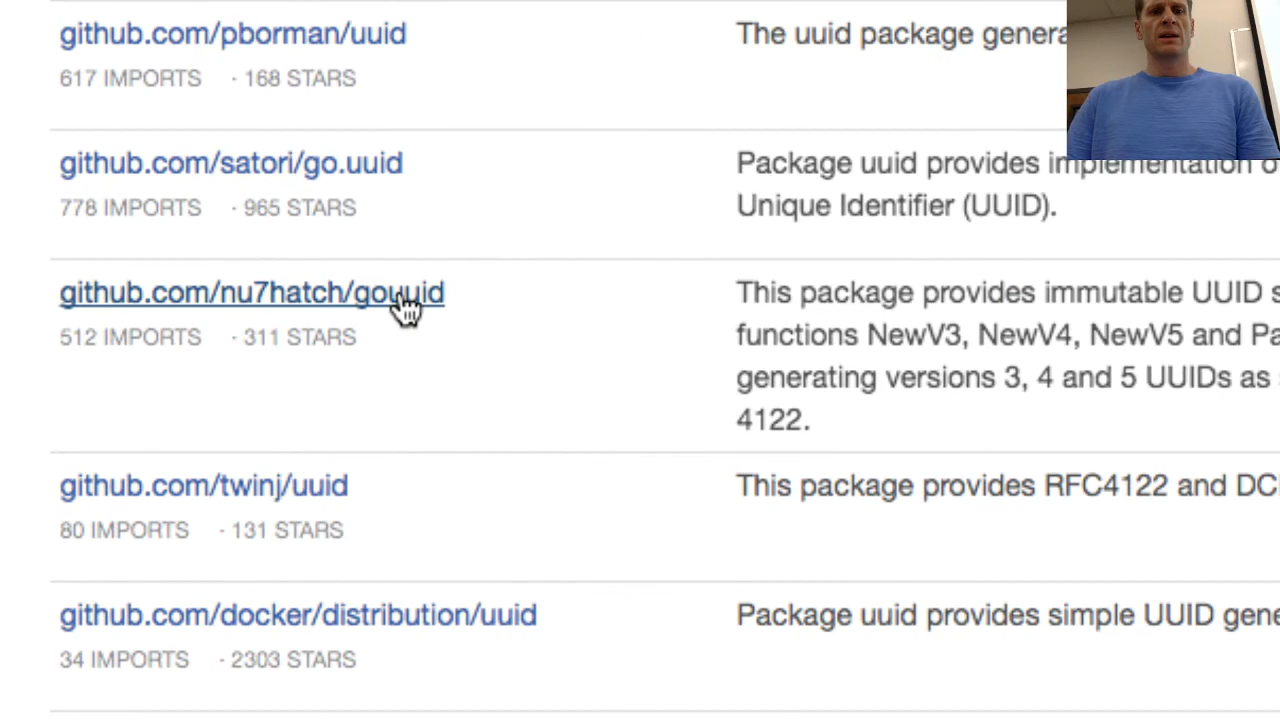 github.com/pborman/uuid
The uuid package genera
617 IMPORTS · 168 STARS
github.com/satori/go.uuid
Package uuid provides implementation o
778 IMPORTS · 965 STARS
Unique Identifier (UUID).
github.com/nu7hatch/gouuid
This package provides immutable UUID s
512 IMPORTS · 311 STARS
functions NewV3, NewV4, NewV5 and Pa
generating versions 3, 4 and 5 UUIDs as
4122.
github.com/twinj/uuid
This package provides RFC4122 and DC
80 IMPORTS · 131 STARS
github.com/docker/distribution/uuid
Package uuid provides simple UUID gene
34 IMPORTS · 2303 STARS